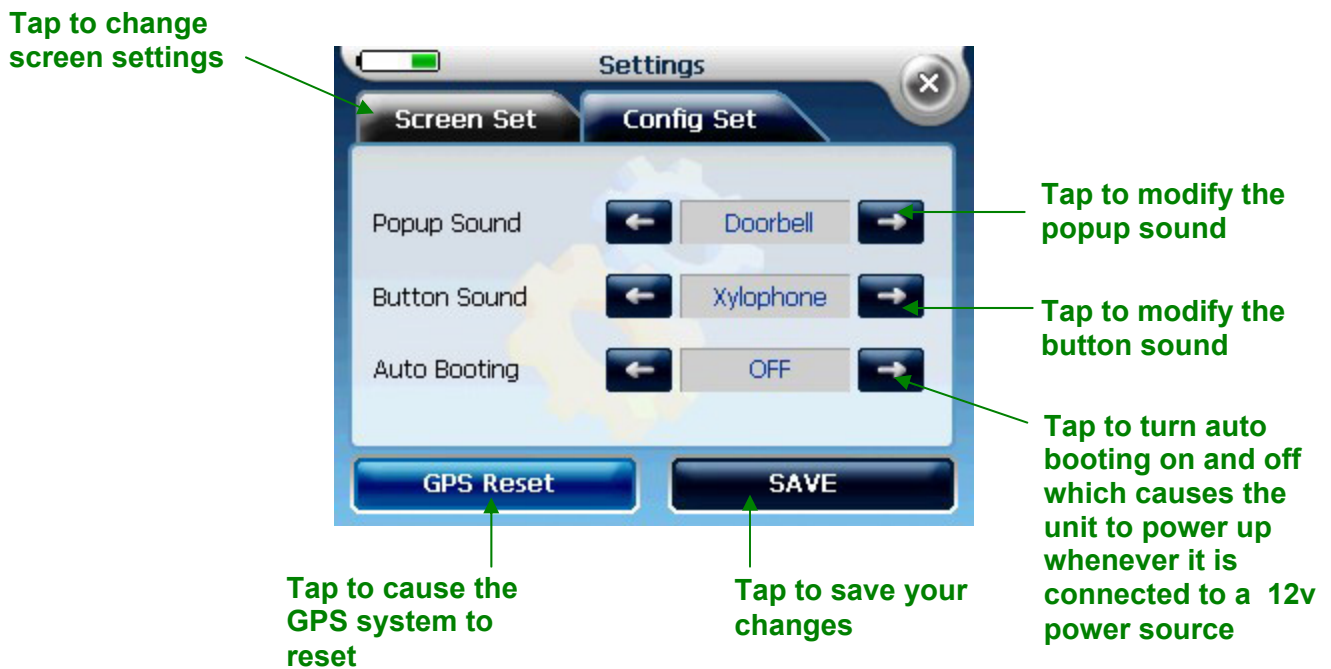 Tap to change
screen settings
Settings
Screen Set
Config Set
Popup Sound
Doorbell
Tap to modify the
popup sound
Button Sound
Xylophone
Tap to modify the
button sound
Auto Booting
OFF
Tap to turn auto
booting on and off
which causes the
unit to power up
whenever it is
connected to a 12v
power source
GPS Reset
SAVE
Tap to cause the
GPS system to
reset
Tap to save your
changes